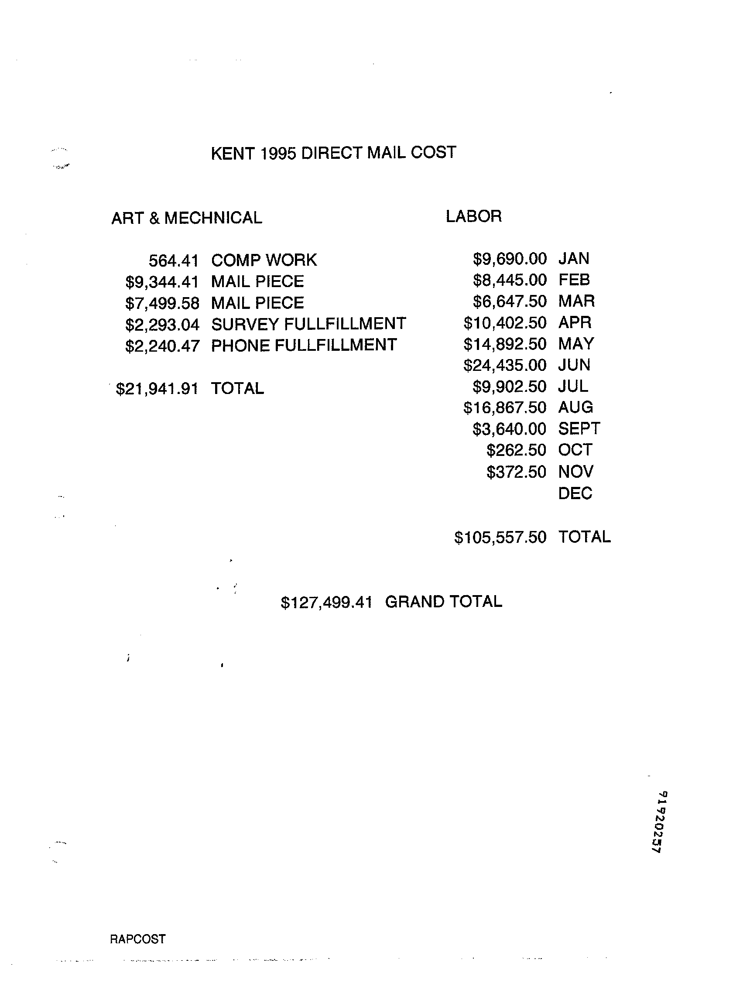 KENT 1995 DIRECT MAIL COST
ART & MECHNICAL
564.41 COMP WORK
$9,344.41 MAIL PIECE
$7,499.58 MAIL PIECE
$2,293.04 SURVEY FULLFILLMENT
$2,240.47 PHONE FULLFILLMENT
$21,941.91 TOTAL
LABOR
$9,690.00 JAN
$8,445.00 FEB
$6,647.50 MAR
$10,402.50 APR
$14,892.50 MAY
$24,435.00 JUN
$9,902.50 JUL
$16,867.50 AUG
$3,640.00 SEPT
$262.50 OCT
$372.50 NOV
DEC
$105,557.50 TOTAL
$127,499.41 GRAND TOTAL
91920257
RAPCOST